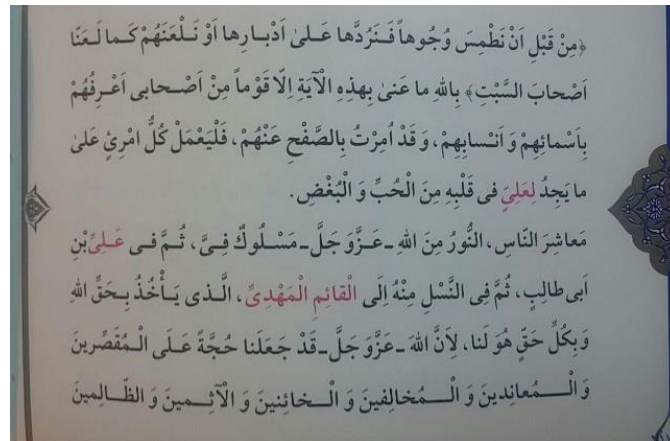 ﴿مِنْ قَبْلِ اَنْ نَطْمِسَ وُجُوهاً فَنَرُدَّها عَلىٰ اَدْبارِها اَوْ نَلْعَنَهُمْ كَما لَعَنّا
اَصْحابَ السَّبْتِ﴾ بِاللهِ ما عَنىٰ بِهذِهِ الْآيَةِ اِلّا قَوْماً مِنْ اَصْحابى اَعْرِفُهُمْ
بِاَسْمائِهِمْ وَ اَنْسابِهِمْ، وَ قَدْ اُمِرْتُ بِالصَّفْحِ عَنْهُمْ، فَلْيَعْمَلْ كُلُّ امْرِئٍ عَلىٰ
ما يَجِدُ لِعَلِيٍّ فى قَلْبِهِ مِنَ الْحُبِّ وَ الْبُغْضِ.
مَعاشِرَ النّاسِ، النُّورُ مِنَ اللهِ ـ عَزَّوَجَلَّ ـ مَسْلُوكٌ فِىَّ، ثُمَّ فى عَلىِّ بْنِ
اَبى طالِبٍ، ثُمَّ فِى النَّسْلِ مِنْهُ اِلَى الْقائِمِ الْمَهْدِىِّ، الَّذى يَأْخُذُ بِحَقِّ اللهِ
وَ بِكُلِّ حَقٍّ هُوَ لَنا، لِاَنَّ اللهَ ـ عَزَّوَجَلَّ ـ قَدْ جَعَلَنا حُجَّةً عَلَى الْمُقَصِّرينَ
وَ الْمُعانِدينَ وَ الْمُخالِفينَ وَ الْخائِنينَ وَ الْآثِمينَ وَ الظّالِمينَ